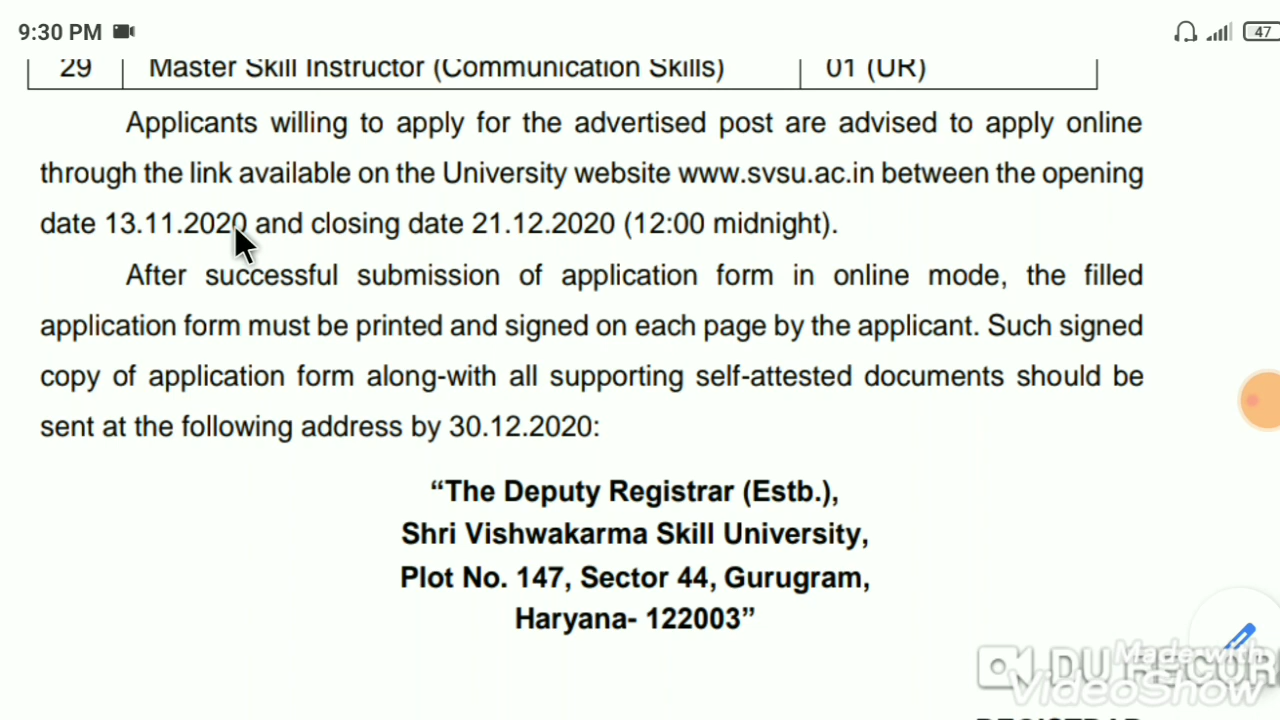 9:30 PM
47
29 Master Skill Instructor (Communication Skills) 01 (UR)
Applicants willing to apply for the advertised post are advised to apply online
through the link available on the University website www.svsu.ac.in between the opening
date 13.11.2020 and closing date 21.12.2020 (12:00 midnight).
After successful submission of application form in online mode, the filled
application form must be printed and signed on each page by the applicant. Such signed
copy of application form along-with all supporting self-attested documents should be
sent at the following address by 30.12.2020:
“The Deputy Registrar (Estb.),
Shri Vishwakarma Skill University,
Plot No. 147, Sector 44, Gurugram,
Haryana- 122003”
Made with
DU RECOR
VideoShow
REGISTRAR